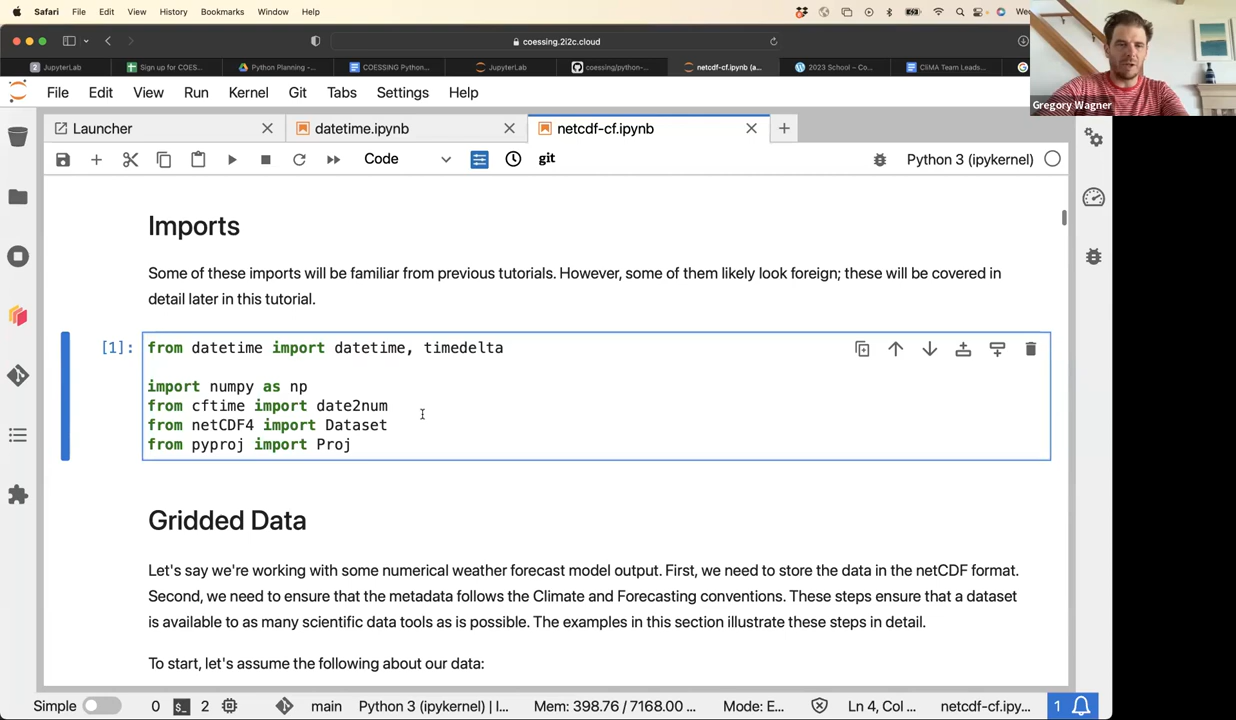 Safari File Edit View History Bookmarks Window Help
coessing.2i2c.cloud
JupyterLab Sign up for COES... Python Planning -... COESSING Python... JupyterLab coessing/python-... netcdf-cf.ipynb (a... 2023 School – Co... CliMA Team Leads...
Gregory Wagner
File Edit View Run Kernel Git Tabs Settings Help
Launcher datetime.ipynb netcdf-cf.ipynb
Code git Python 3 (ipykernel)
Imports
Some of these imports will be familiar from previous tutorials. However, some of them likely look foreign; these will be covered in
detail later in this tutorial.
[1]: from datetime import datetime, timedelta
import numpy as np
from cftime import date2num
from netCDF4 import Dataset
from pyproj import Proj
Gridded Data
Let's say we're working with some numerical weather forecast model output. First, we need to store the data in the netCDF format.
Second, we need to ensure that the metadata follows the Climate and Forecasting conventions. These steps ensure that a dataset
is available to as many scientific data tools as is possible. The examples in this section illustrate these steps in detail.
To start, let's assume the following about our data:
Simple 0 2 main Python 3 (ipykernel) | I... Mem: 398.76 / 7168.00 ... Mode: E... Ln 4, Col ... netcdf-cf.ipy... 1